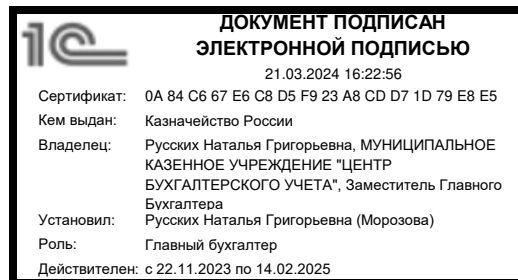 1С
ДОКУМЕНТ ПОДПИСАН
ЭЛЕКТРОННОЙ ПОДПИСЬЮ
21.03.2024 16:22:56
Сертификат: 0A 84 C6 67 E6 C8 D5 F9 23 A8 CD D7 1D 79 E8 E5
Кем выдан: Казначейство России
Владелец: Русских Наталья Григорьевна, МУНИЦИПАЛЬНОЕ
КАЗЕННОЕ УЧРЕЖДЕНИЕ "ЦЕНТР
БУХГАЛТЕРСКОГО УЧЕТА", Заместитель Главного
Бухгалтера
Установил: Русских Наталья Григорьевна (Морозова)
Роль: Главный бухгалтер
Действителен: с 22.11.2023 по 14.02.2025